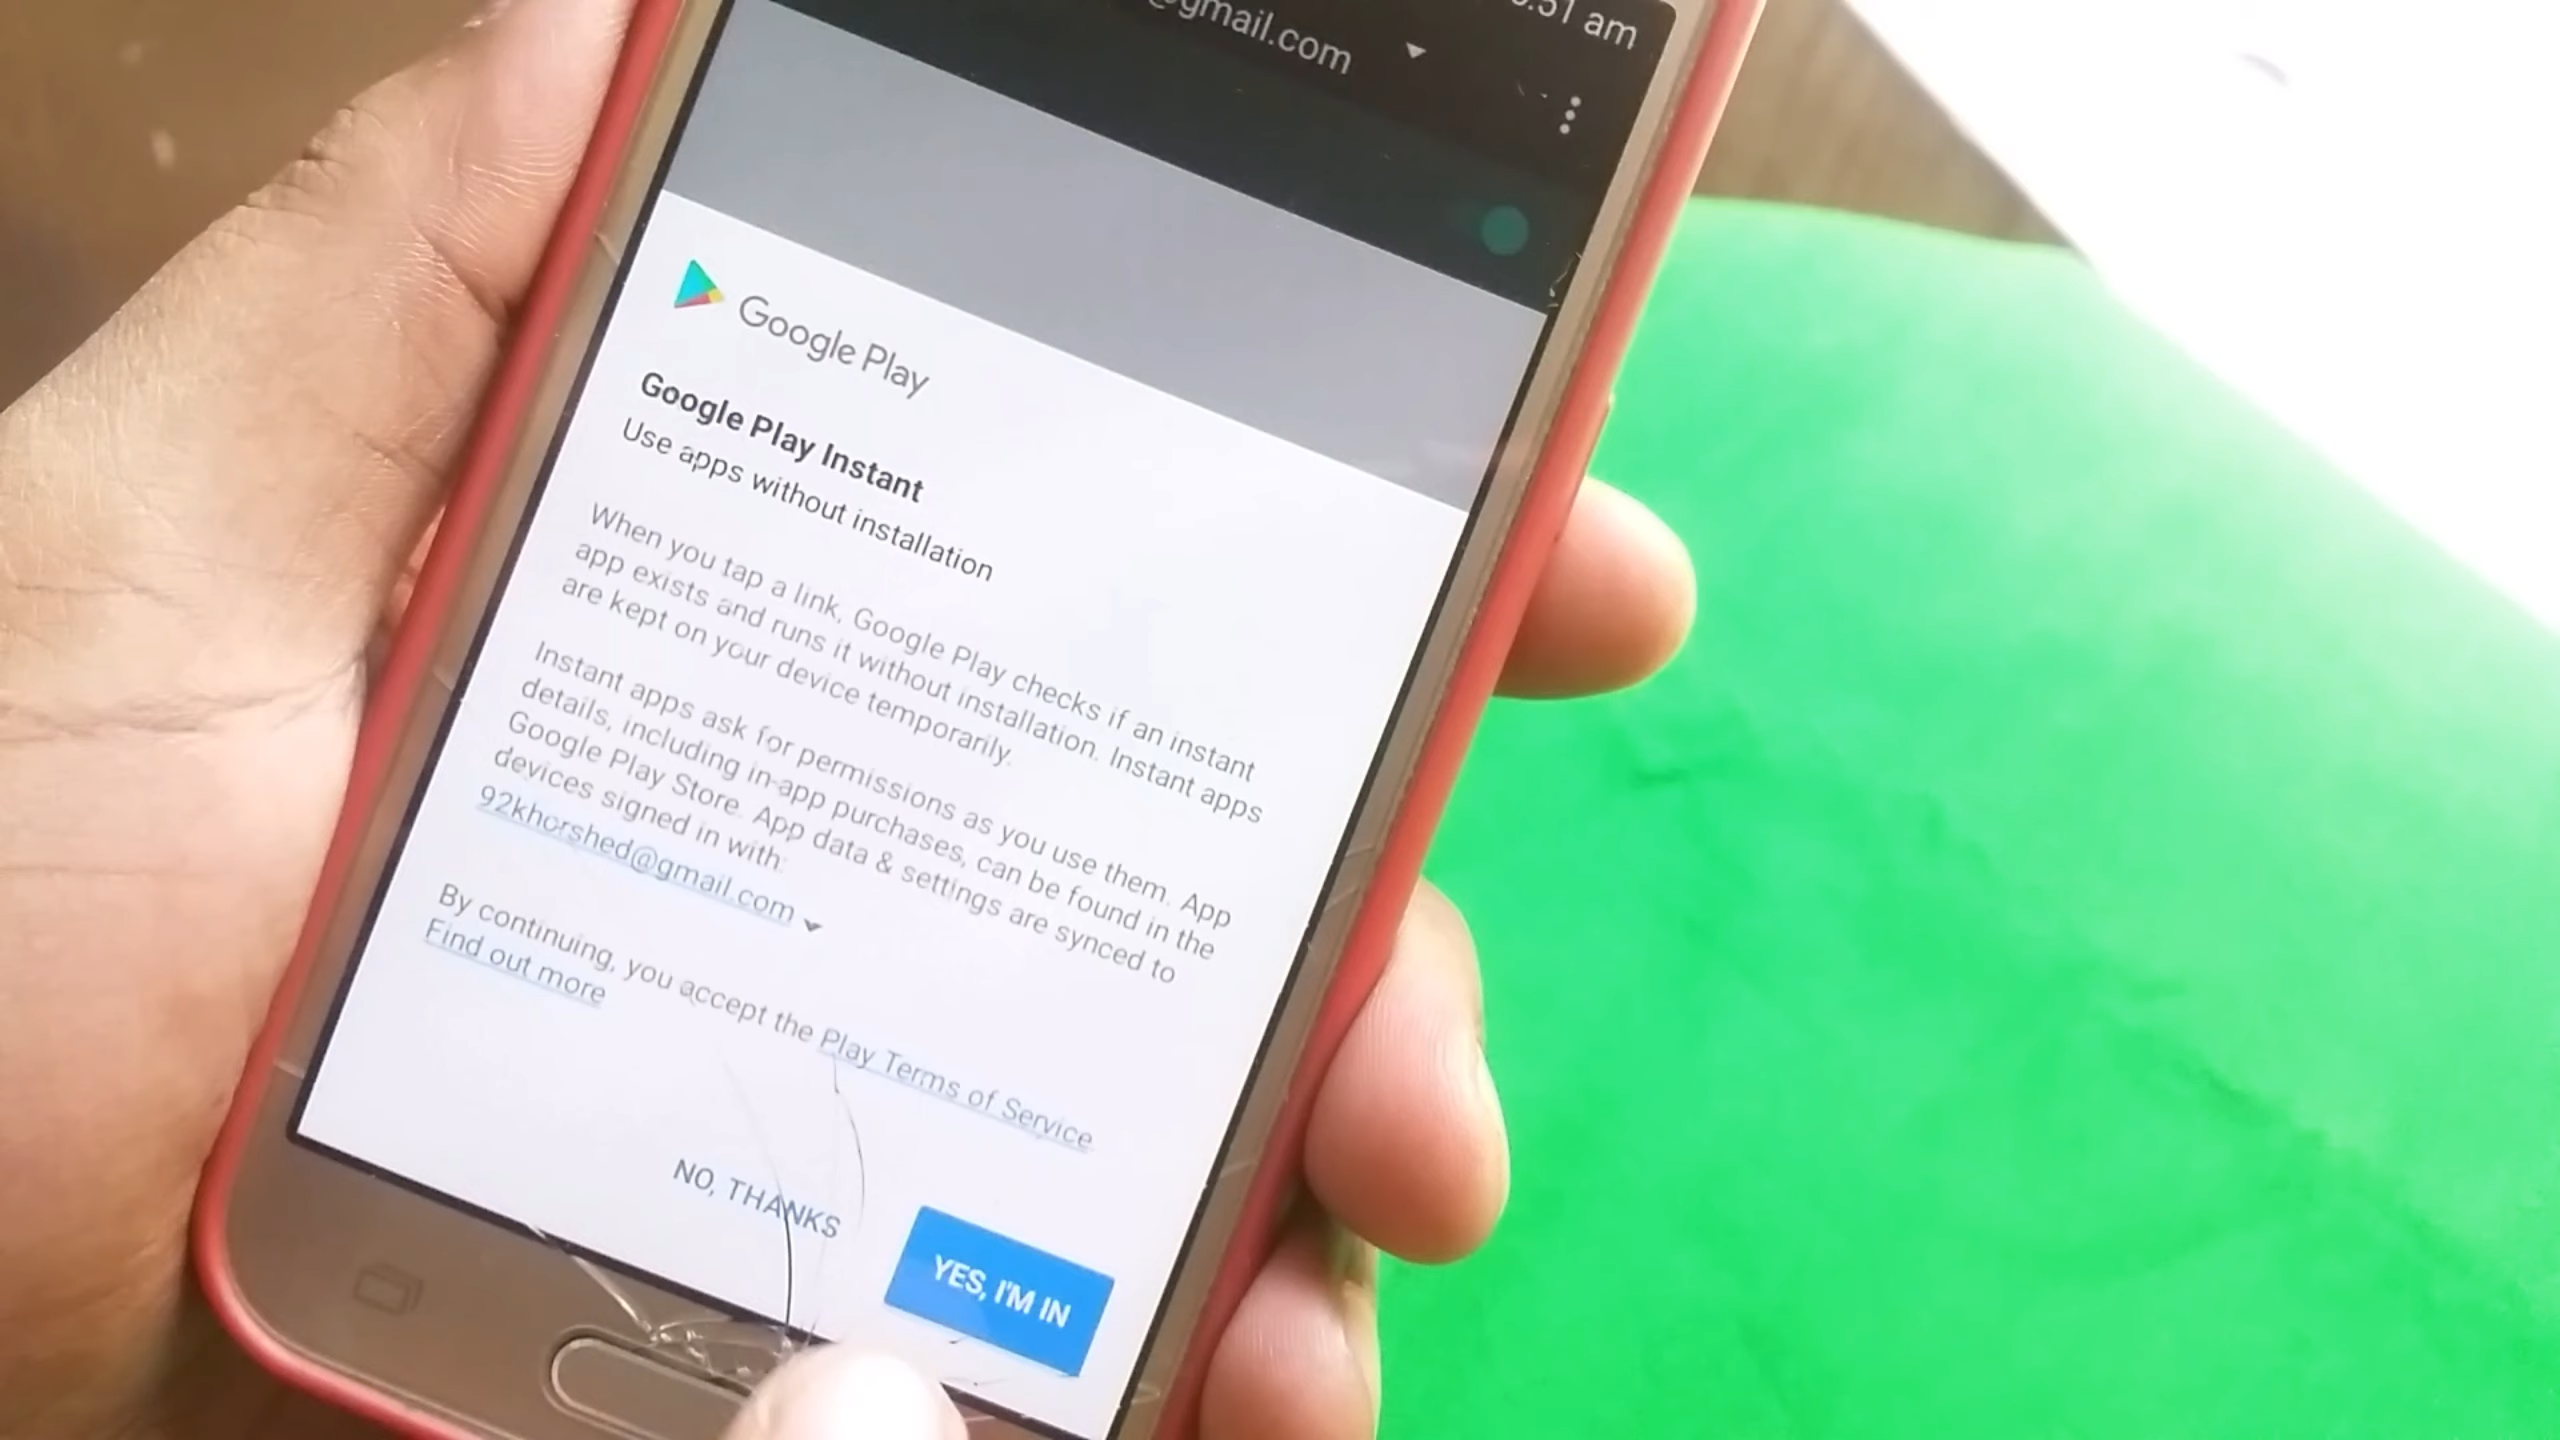 @gmail.com
Google Play
Google Play Instant
Use apps without installation
When you tap a link, Google Play checks if an instant
app exists and runs it without installation. Instant apps
are kept on your device temporarily.
Instant apps ask for permissions as you use them. App
details, including in-app purchases, can be found in the
Google Play Store. App data & settings are synced to
devices signed in with:
92khorshed@gmail.com
By continuing, you accept the Play Terms of Service
Find out more
NO, THANKS
YES, I'M IN